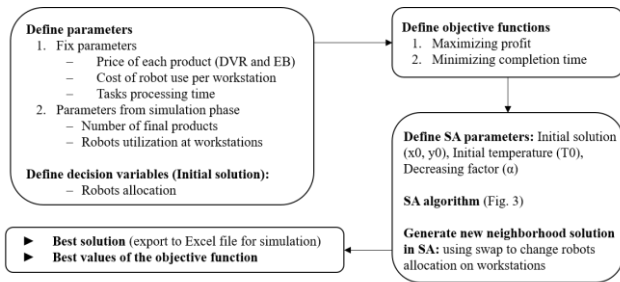 Define parameters
1. Fix parameters
– Price of each product (DVR and EB)
– Cost of robot use per workstation
– Tasks processing time
2. Parameters from simulation phase
– Number of final products
– Robots utilization at workstations
Define decision variables (Initial solution):
– Robots allocation
Define objective functions
1. Maximizing profit
2. Minimizing completion time
Define SA parameters: Initial solution
(x0, y0), Initial temperature (T0),
Decreasing factor (α)
SA algorithm (Fig. 3)
Generate new neighborhood solution
in SA: using swap to change robots
allocation on workstations
► Best solution (export to Excel file for simulation)
► Best values of the objective function